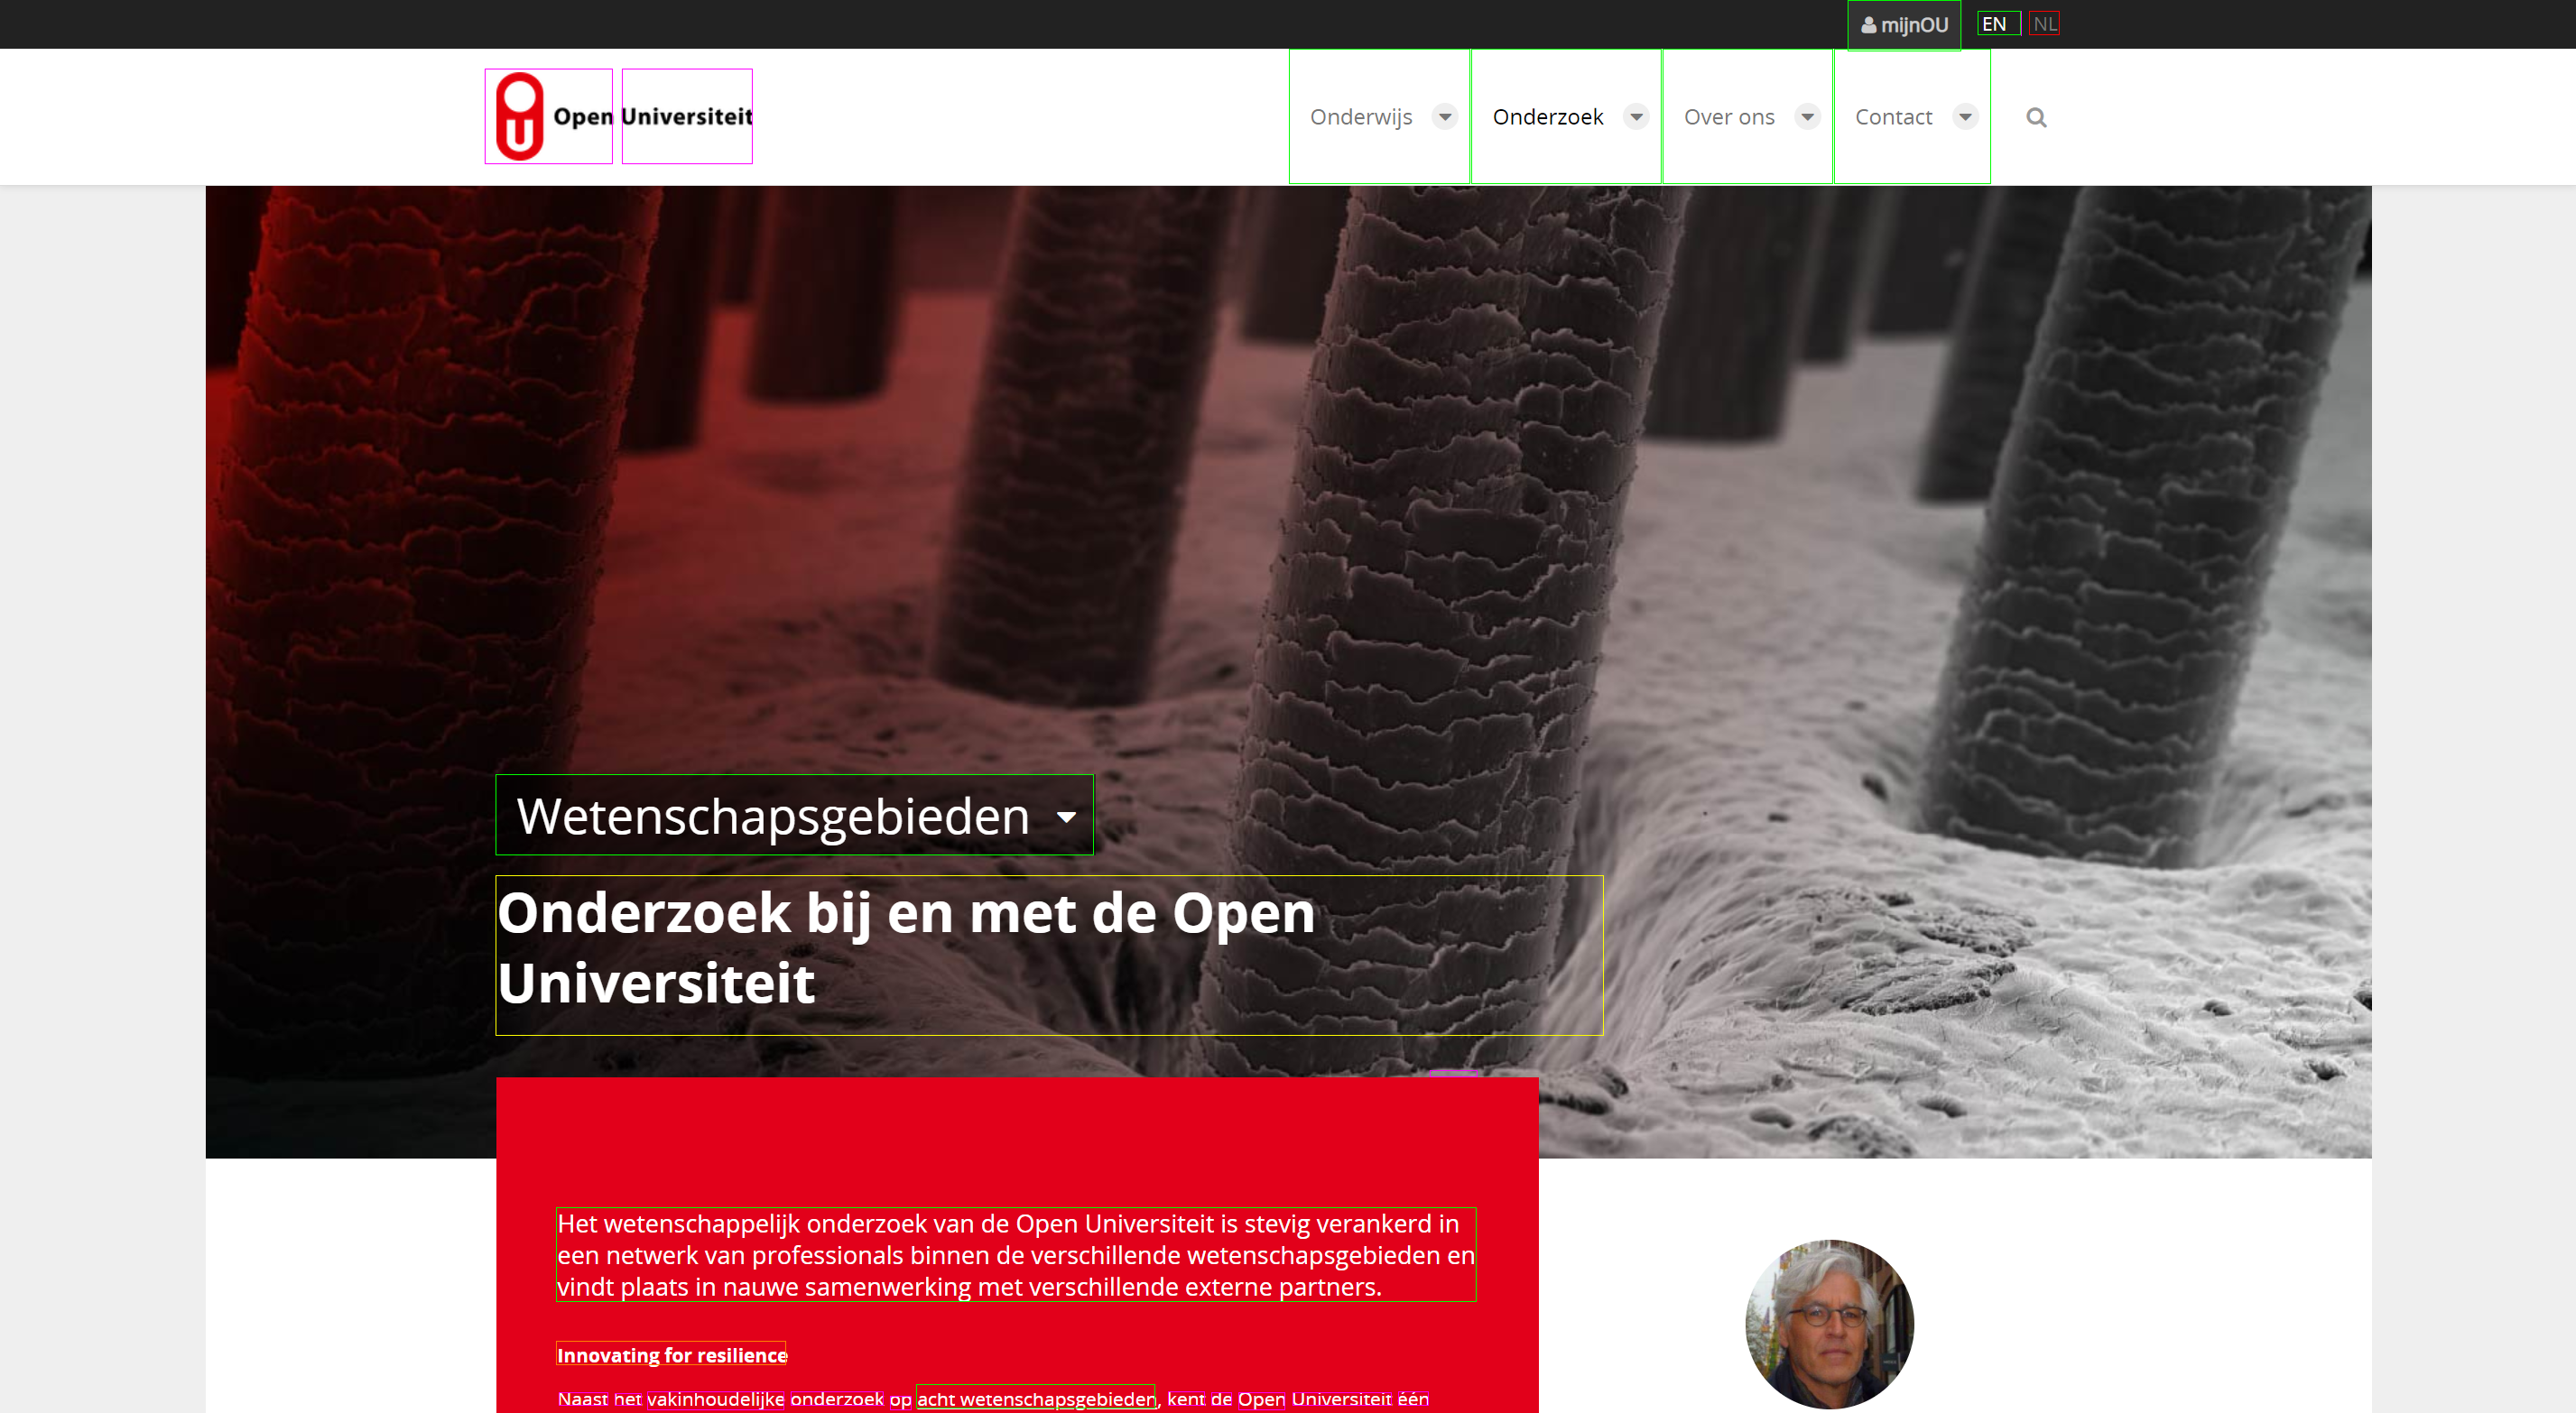 mijnOU EN NL
Open Universiteit
Onderwijs Onderzoek Over ons Contact
Wetenschapsgebieden
Onderzoek bij en met de Open
Universiteit
Het wetenschappelijk onderzoek van de Open Universiteit is stevig verankerd in
een netwerk van professionals binnen de verschillende wetenschapsgebieden en
vindt plaats in nauwe samenwerking met verschillende externe partners.
Innovating for resilience
Naast het vakinhoudelijke onderzoek op acht wetenschapsgebieden, kent de Open Universiteit één